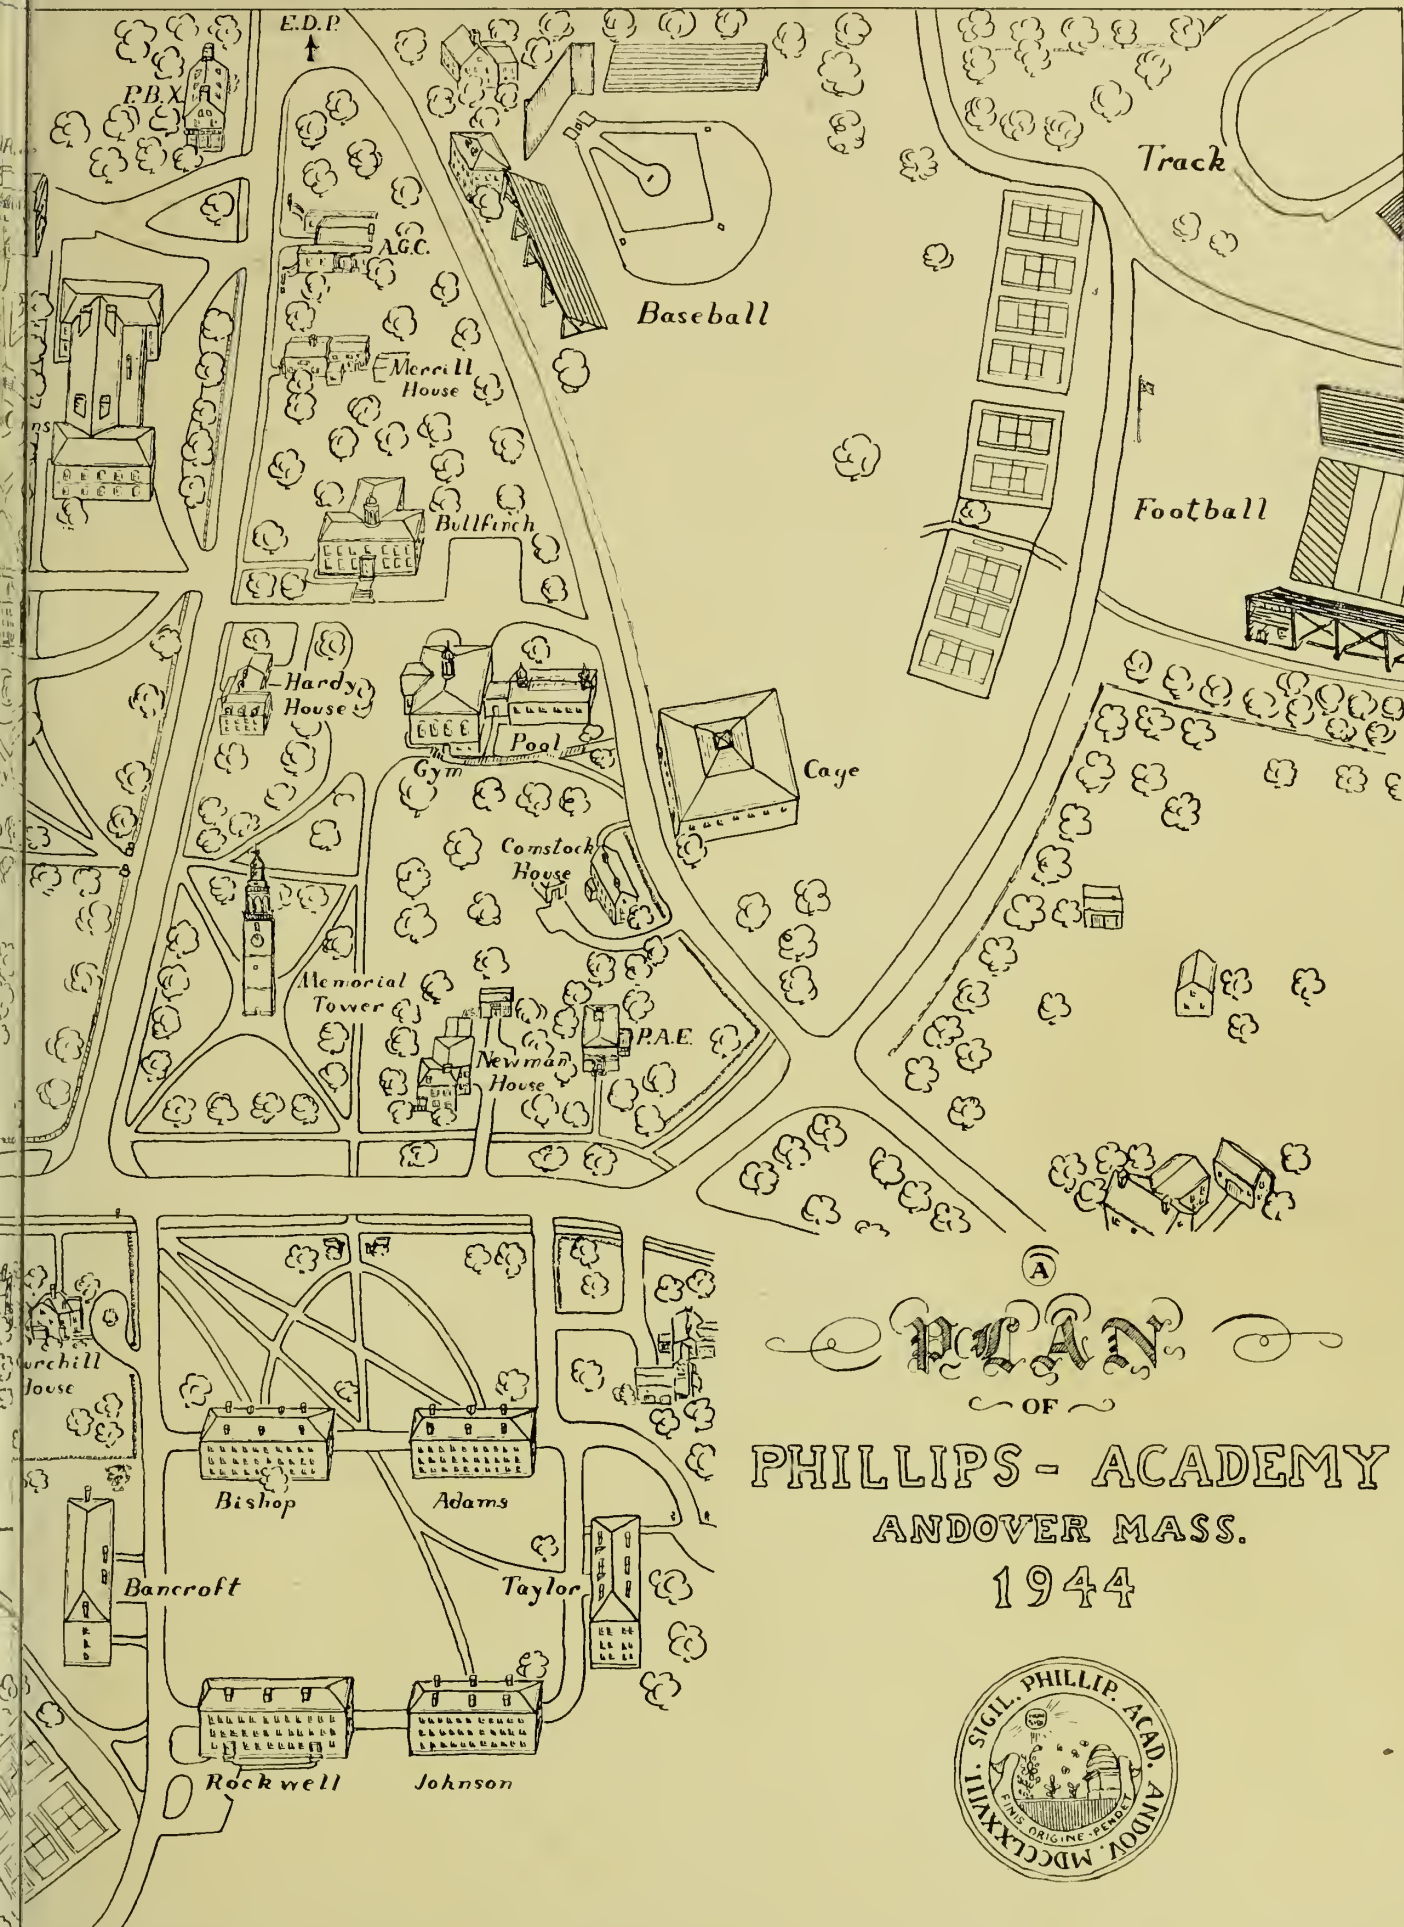 E.D.P.
P.B.X.
Track
A.G.C.
Baseball
Merrill
House
Football
Bullfinch
Hardy
House
Pool
Gym
Cage
Comstock
House
Memorial
Tower
P.A.E.
Newman
House
A
PLAN
OF
PHILLIPS - ACADEMY
ANDOVER MASS.
1944
urchill
House
Bishop
Adams
Bancroft
Taylor
Rockwell
Johnson
SIGIL. PHILLIP. ACAD. ANDOV. MDCCLXXVIII.
FINIS ORIGINE PENDET